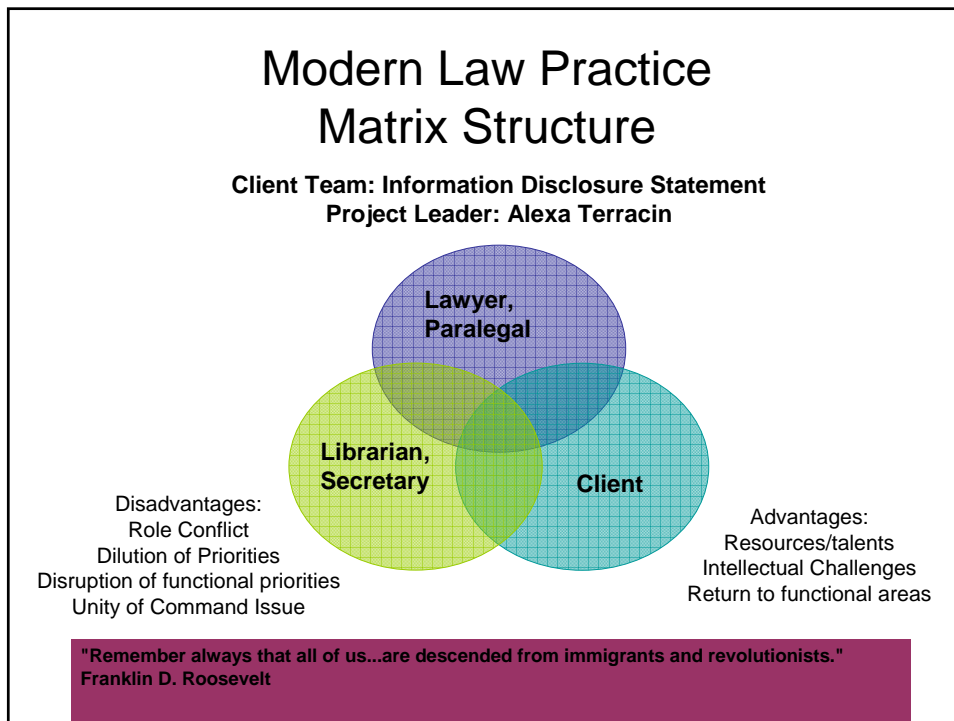 Modern Law Practice
Matrix Structure
Client Team: Information Disclosure Statement
Project Leader: Alexa Terracin
Lawyer,
Paralegal
Librarian,
Secretary
Client
Disadvantages:
Role Conflict
Dilution of Priorities
Disruption of functional priorities
Unity of Command Issue
Advantages:
Resources/talents
Intellectual Challenges
Return to functional areas
"Remember always that all of us...are descended from immigrants and revolutionists."
Franklin D. Roosevelt